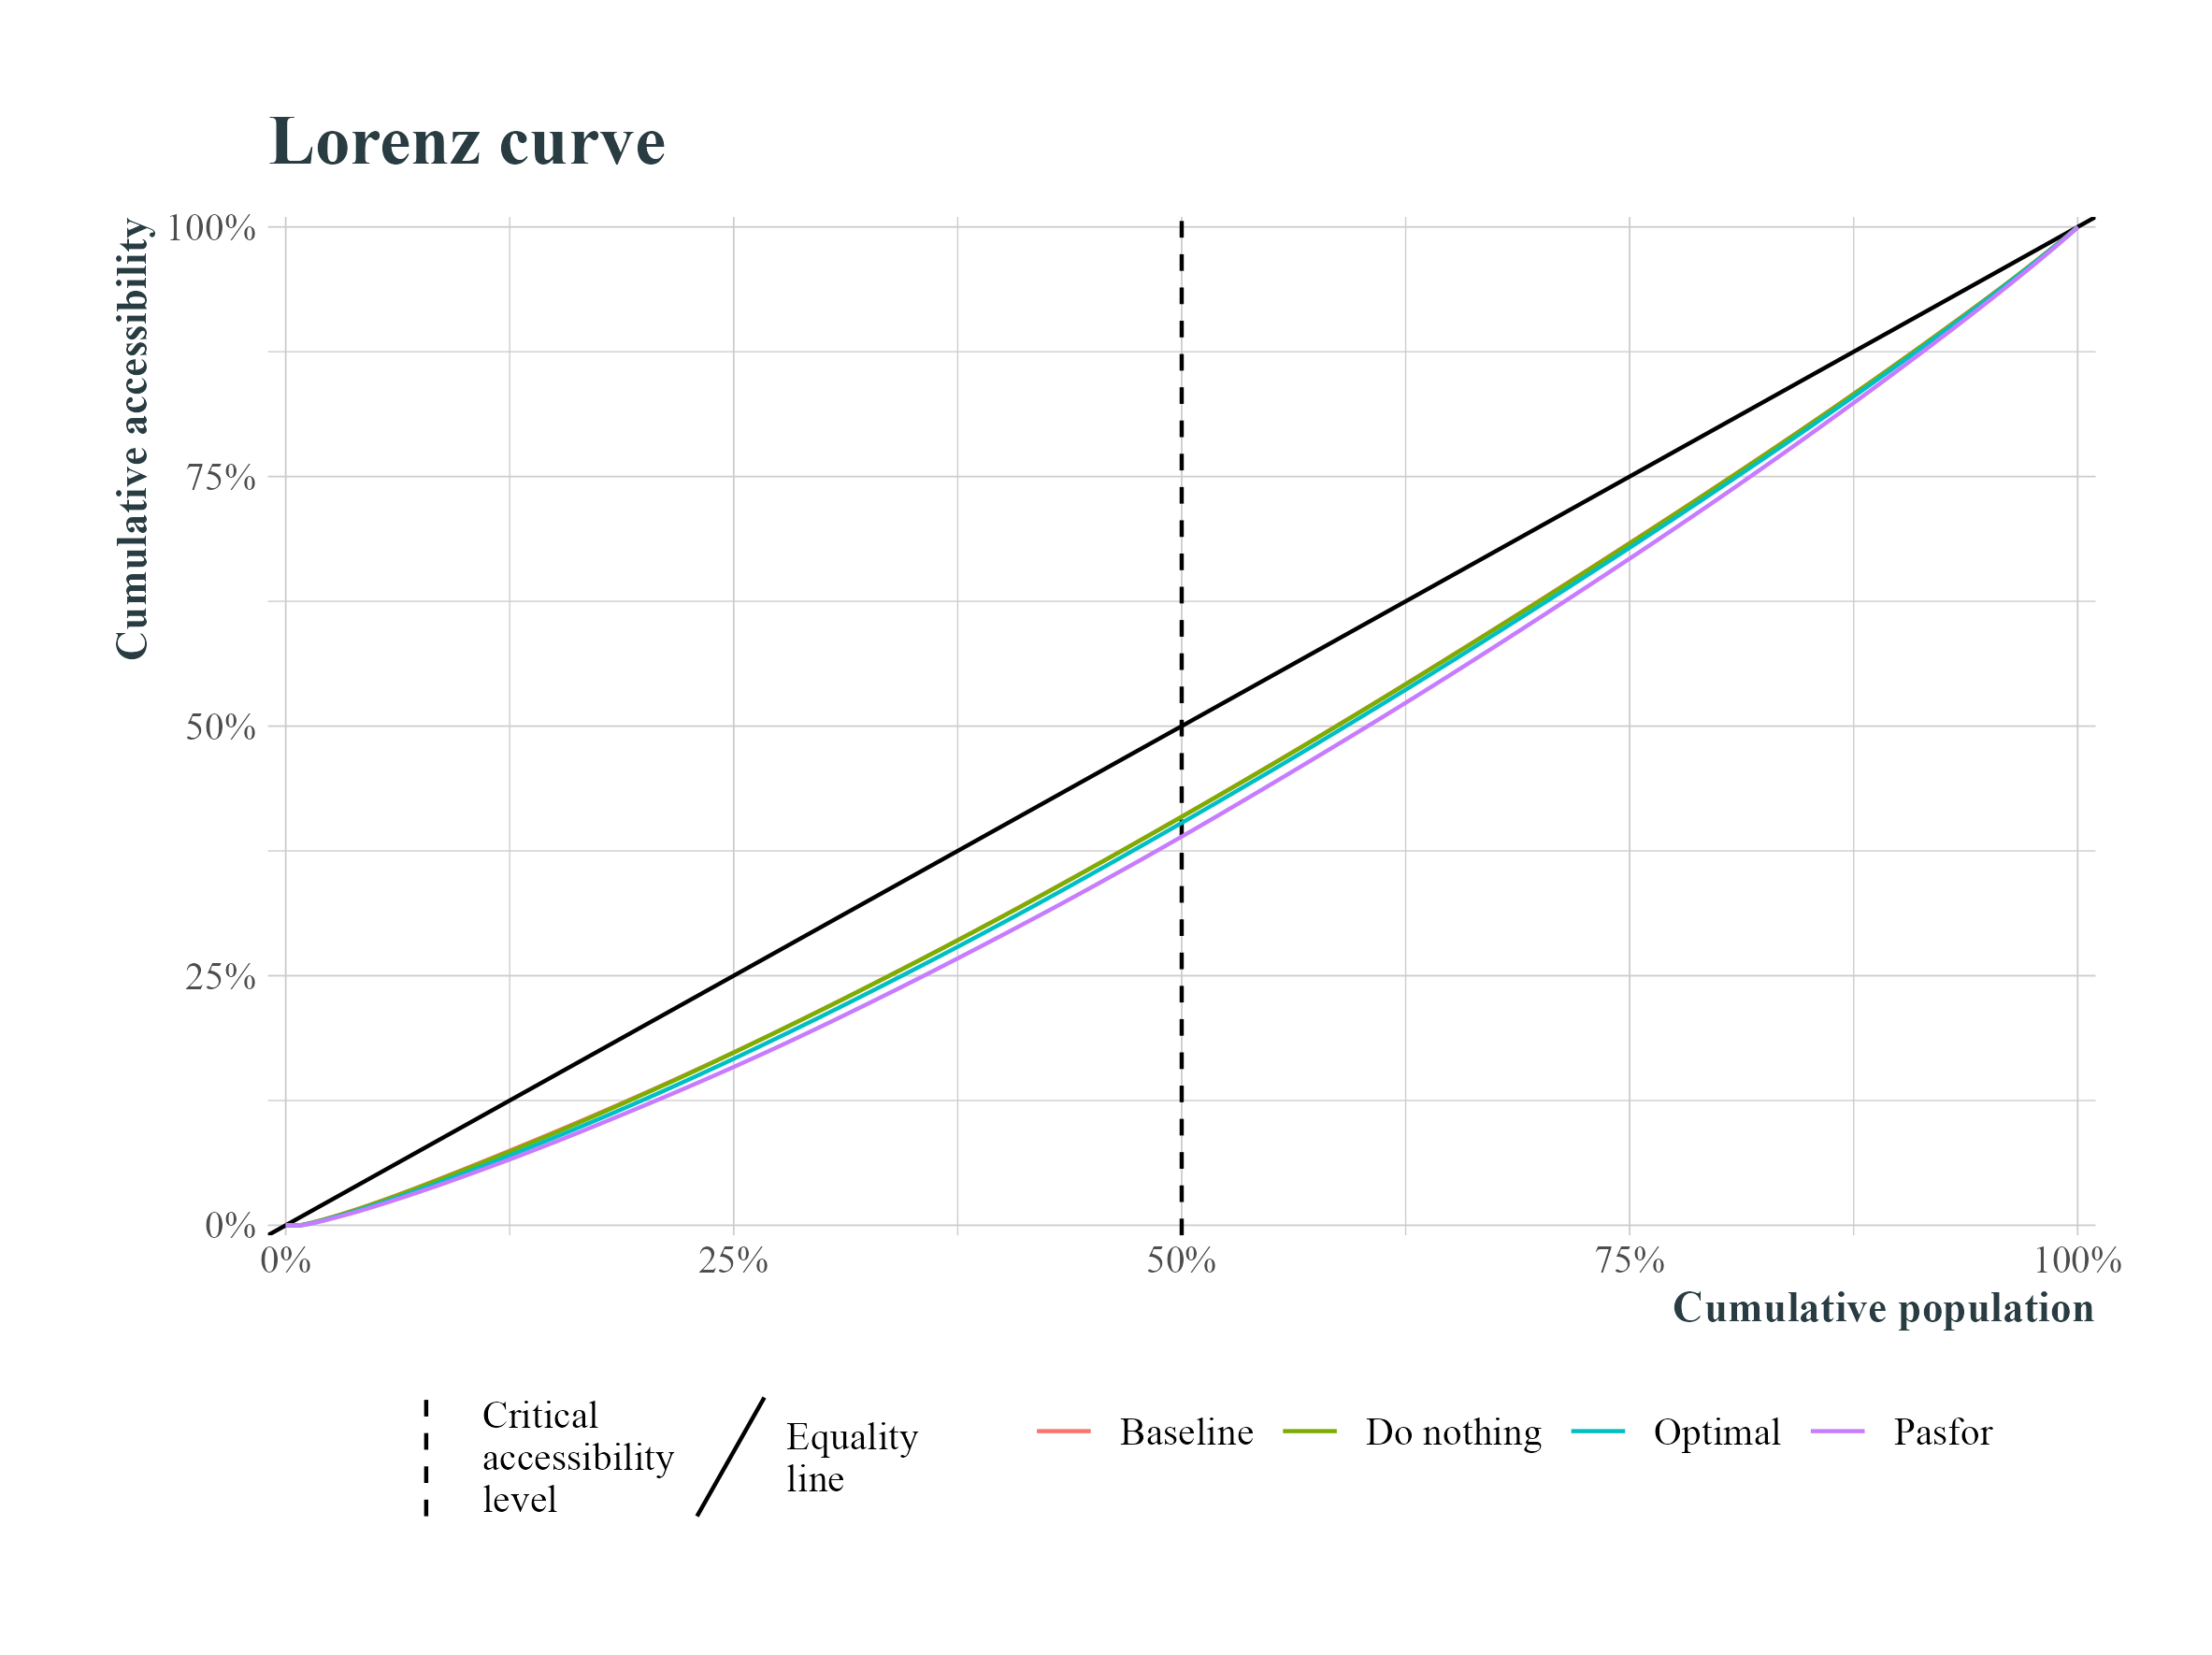 Lorenz curve
Cumulative accessibility
100%
75%
50%
25%
0%
0%
25%
50%
75%
100%
Cumulative population
Critical
accessibility
level
Equality
line
Baseline
Do nothing
Optimal
Pasfor